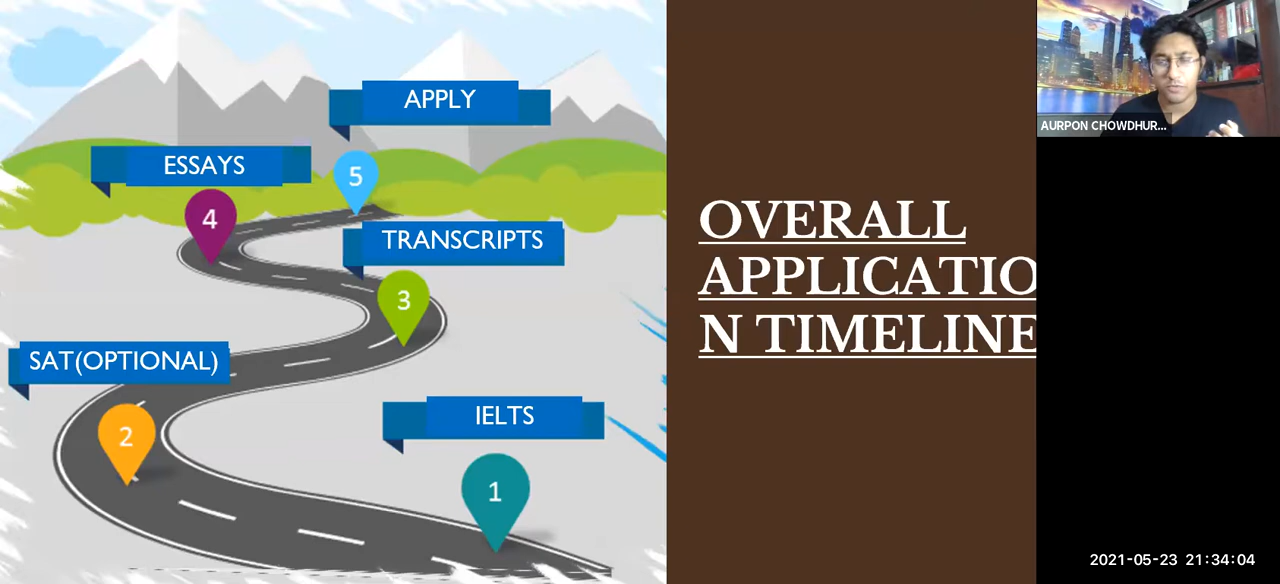 APPLY
ESSAYS
5
4
TRANSCRIPTS
3
SAT(OPTIONAL)
2
IELTS
1
OVERALL
APPLICATIO
N TIMELINE
AURPON CHOWDHUR...
2021-05-23 21:34:04